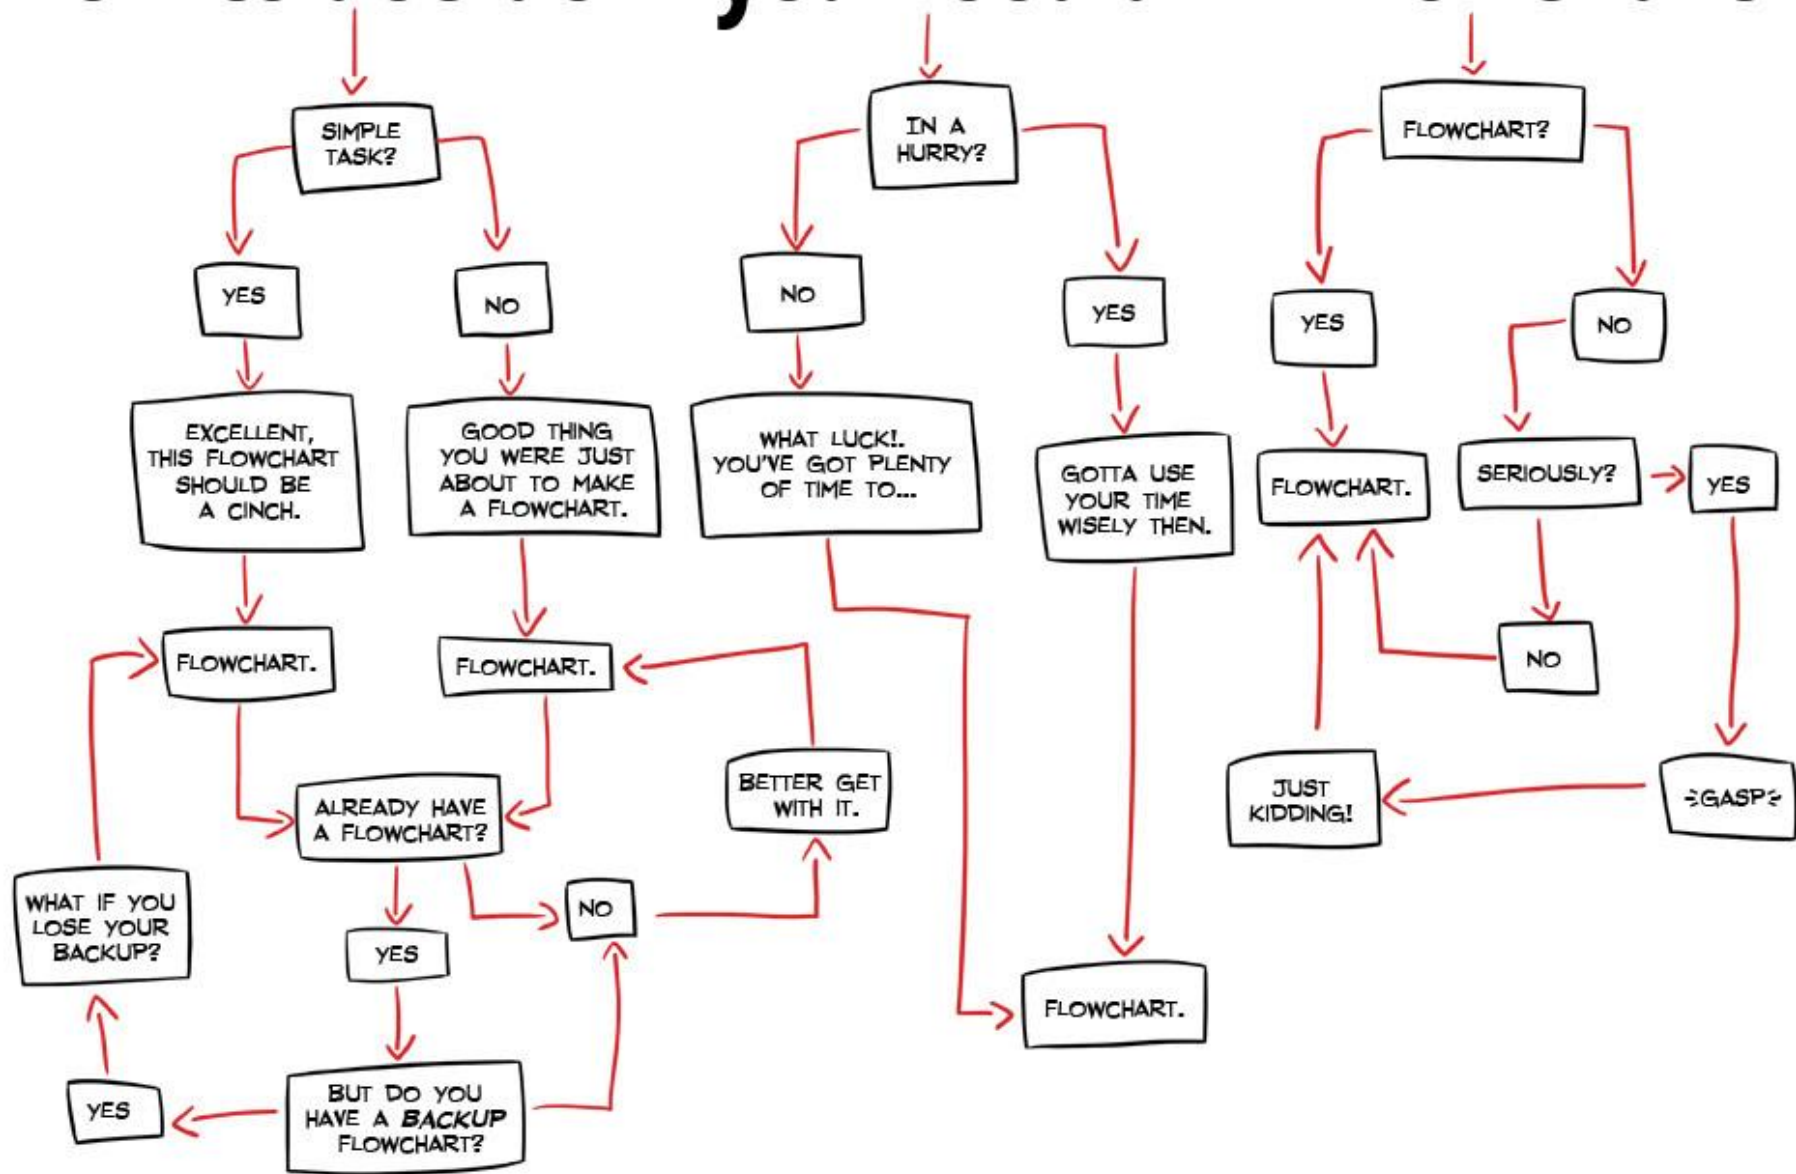 SIMPLE
TASK?
YES
NO
EXCELLENT,
THIS FLOWCHART
SHOULD BE
A CINCH.
GOOD THING
YOU WERE JUST
ABOUT TO MAKE
A FLOWCHART.
FLOWCHART.
FLOWCHART.
ALREADY HAVE
A FLOWCHART?
YES
NO
BETTER GET
WITH IT.
BUT DO YOU
HAVE A BACKUP
FLOWCHART?
YES
WHAT IF YOU
LOSE YOUR
BACKUP?
IN A
HURRY?
NO
YES
WHAT LUCK!.
YOU'VE GOT PLENTY
OF TIME TO...
GOTTA USE
YOUR TIME
WISELY THEN.
FLOWCHART.
FLOWCHART?
YES
NO
FLOWCHART.
SERIOUSLY?
YES
NO
GASP
JUST
KIDDING!